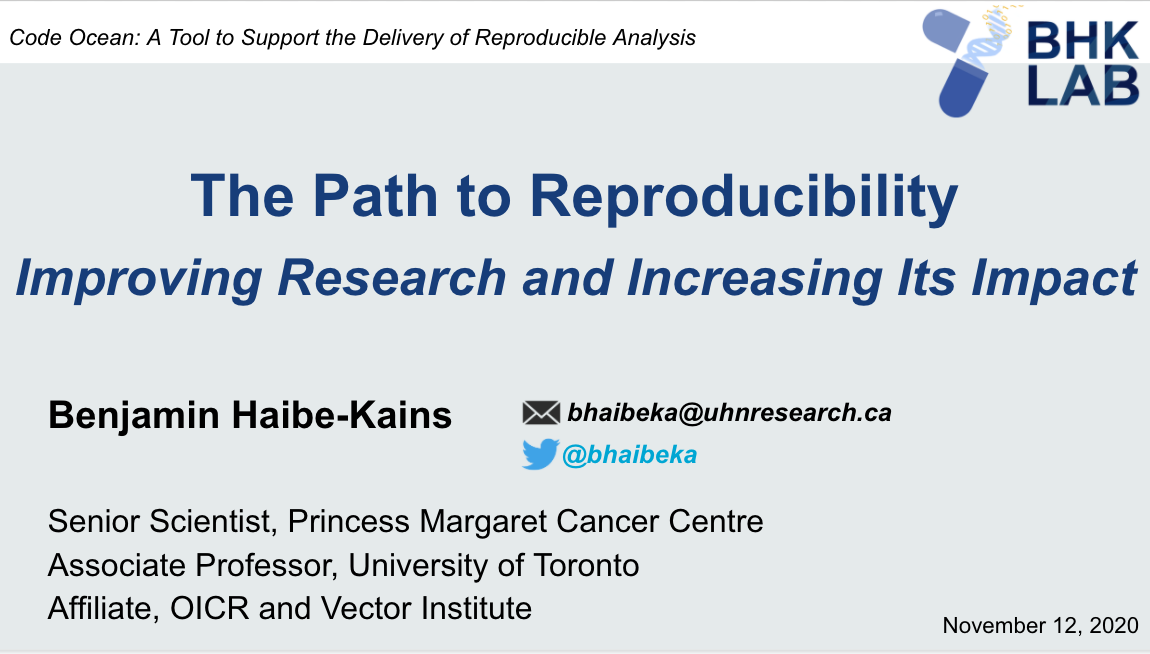 Code Ocean: A Tool to Support the Delivery of Reproducible Analysis
BHK
LAB
The Path to Reproducibility
Improving Research and Increasing Its Impact
Benjamin Haibe-Kains
bhaibeka@uhnresearch.ca
@bhaibeka
Senior Scientist, Princess Margaret Cancer Centre
Associate Professor, University of Toronto
Affiliate, OICR and Vector Institute
November 12, 2020